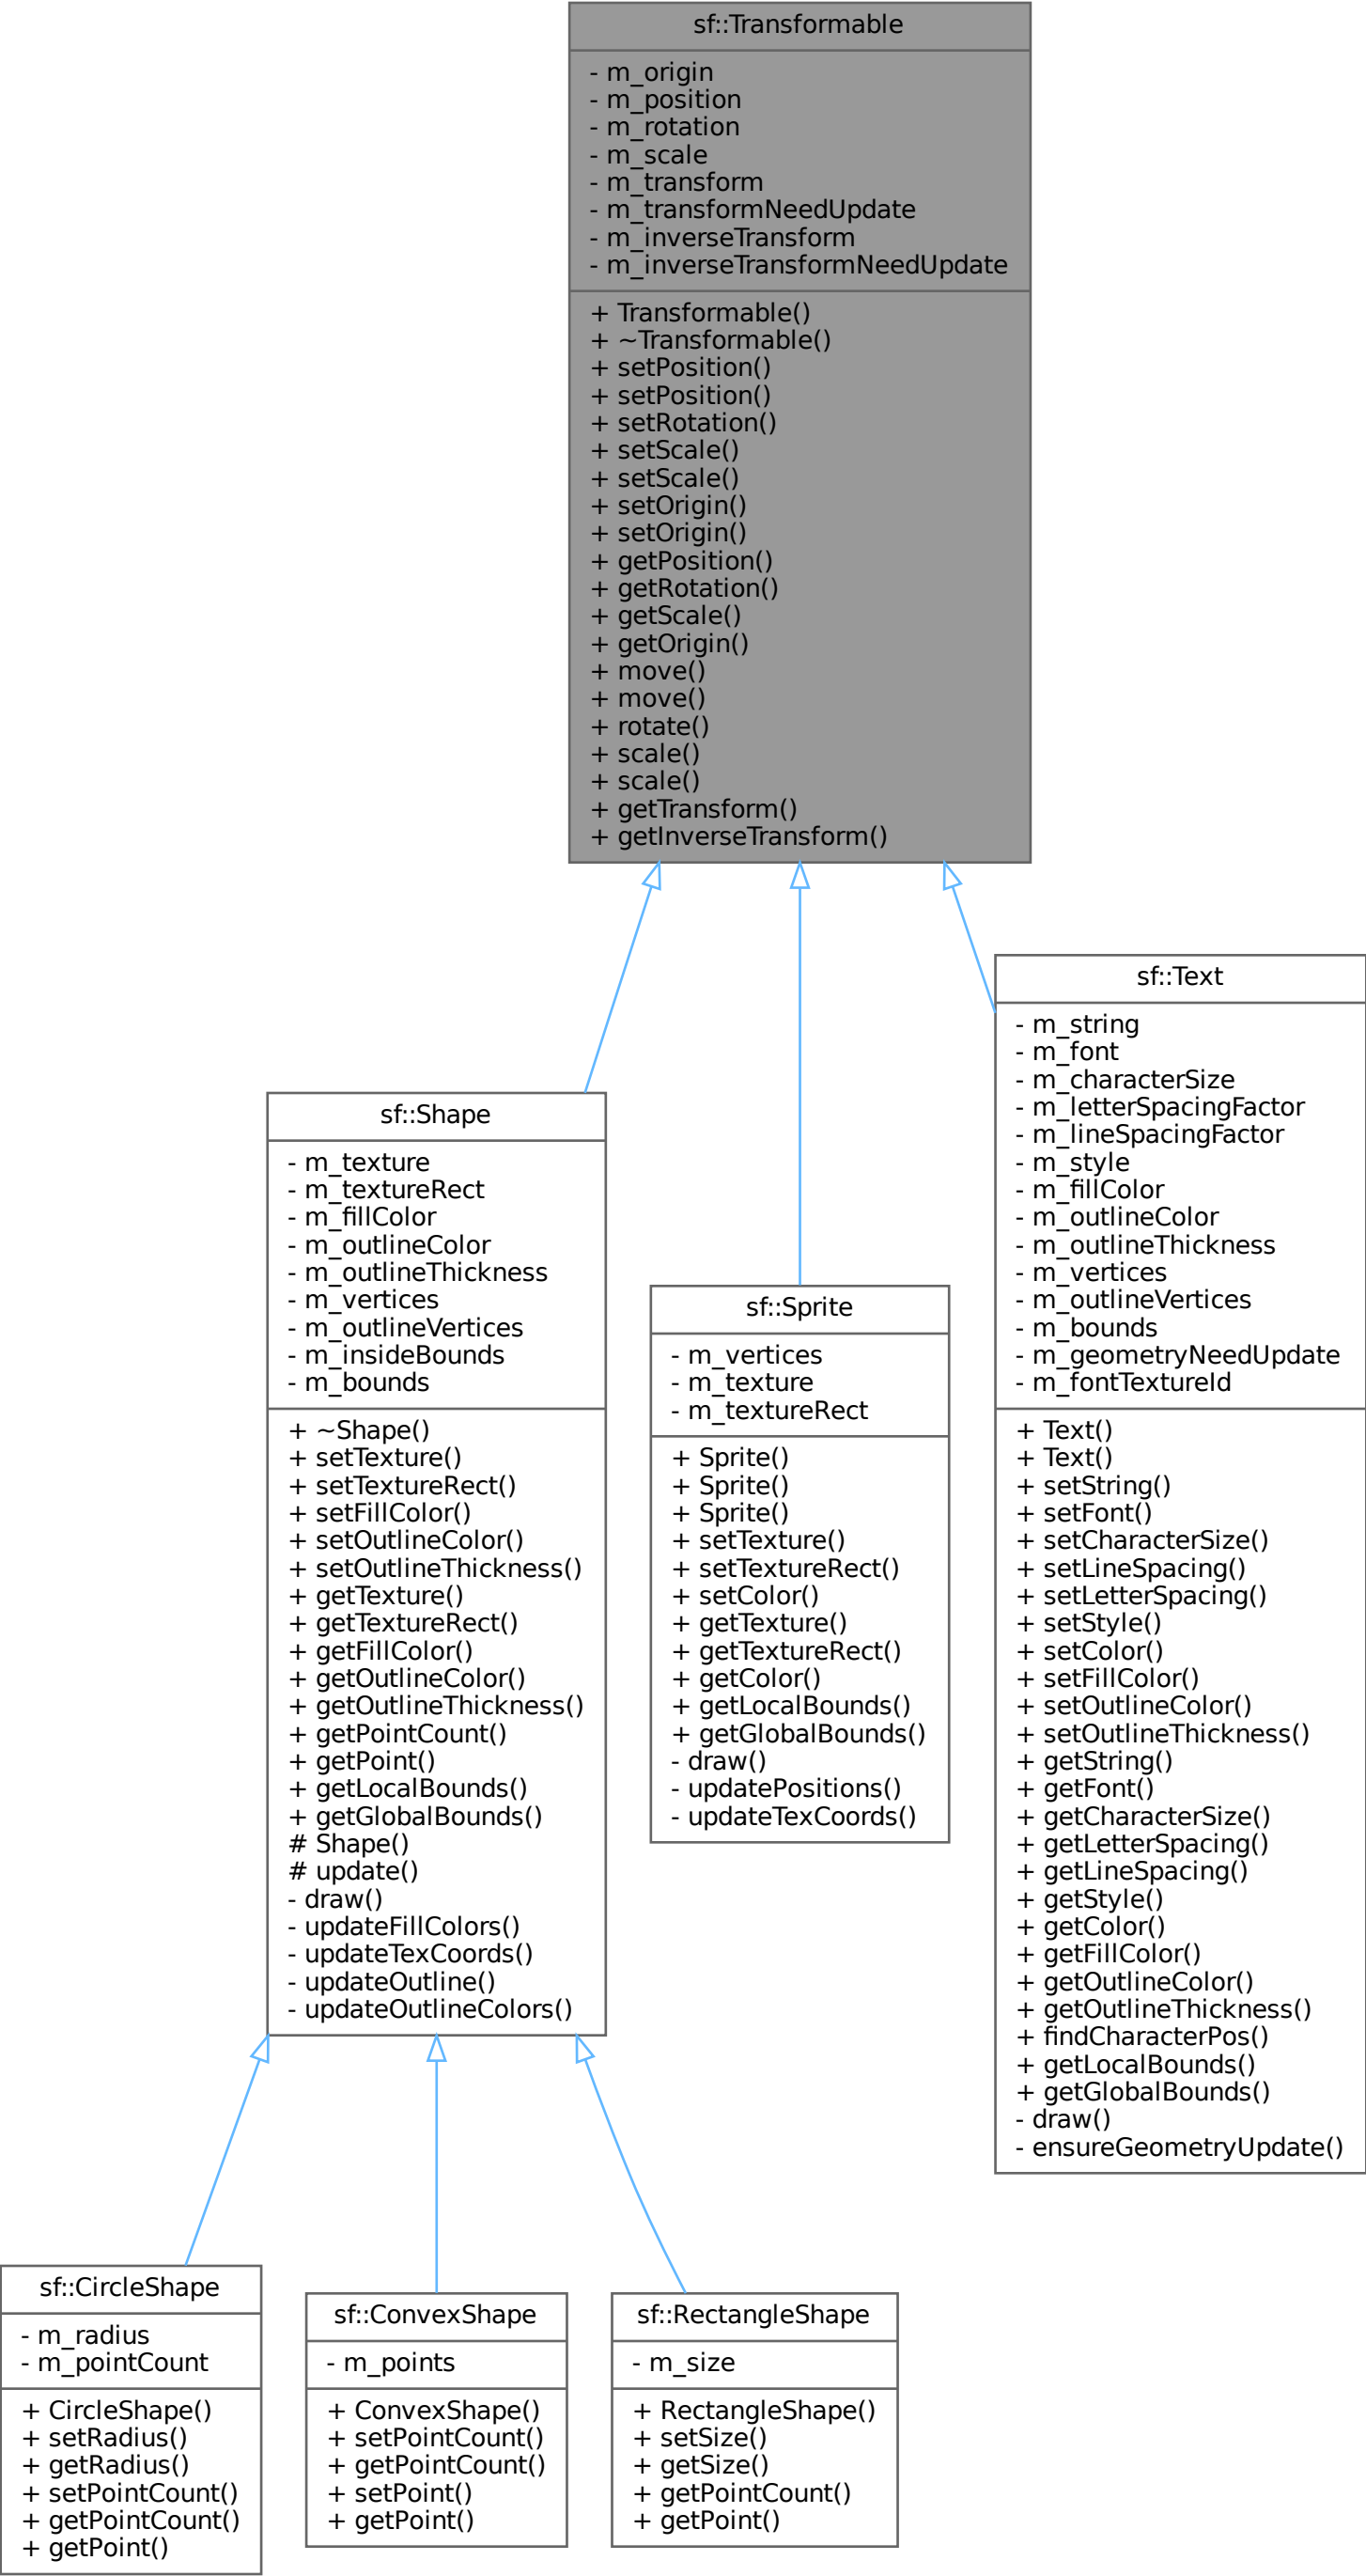 sf::Transformable
- m_origin
- m_position
- m_rotation
- m_scale
- m_transform
- m_transformNeedUpdate
- m_inverseTransform
- m_inverseTransformNeedUpdate
+ Transformable()
+ ~Transformable()
+ setPosition()
+ setPosition()
+ setRotation()
+ setScale()
+ setScale()
+ setOrigin()
+ setOrigin()
+ getPosition()
+ getRotation()
+ getScale()
+ getOrigin()
+ move()
+ move()
+ rotate()
+ scale()
+ scale()
+ getTransform()
+ getInverseTransform()
sf::Shape
- m_texture
- m_textureRect
- m_fillColor
- m_outlineColor
- m_outlineThickness
- m_vertices
- m_outlineVertices
- m_insideBounds
- m_bounds
+ ~Shape()
+ setTexture()
+ setTextureRect()
+ setFillColor()
+ setOutlineColor()
+ setOutlineThickness()
+ getTexture()
+ getTextureRect()
+ getFillColor()
+ getOutlineColor()
+ getOutlineThickness()
+ getPointCount()
+ getPoint()
+ getLocalBounds()
+ getGlobalBounds()
# Shape()
# update()
- draw()
- updateFillColors()
- updateTexCoords()
- updateOutline()
- updateOutlineColors()
sf::Sprite
- m_vertices
- m_texture
- m_textureRect
+ Sprite()
+ Sprite()
+ Sprite()
+ setTexture()
+ setTextureRect()
+ setColor()
+ getTexture()
+ getTextureRect()
+ getColor()
+ getLocalBounds()
+ getGlobalBounds()
- draw()
- updatePositions()
- updateTexCoords()
sf::Text
- m_string
- m_font
- m_characterSize
- m_letterSpacingFactor
- m_lineSpacingFactor
- m_style
- m_fillColor
- m_outlineColor
- m_outlineThickness
- m_vertices
- m_outlineVertices
- m_bounds
- m_geometryNeedUpdate
- m_fontTextureId
+ Text()
+ Text()
+ setString()
+ setFont()
+ setCharacterSize()
+ setLineSpacing()
+ setLetterSpacing()
+ setStyle()
+ setColor()
+ setFillColor()
+ setOutlineColor()
+ setOutlineThickness()
+ getString()
+ getFont()
+ getCharacterSize()
+ getLetterSpacing()
+ getLineSpacing()
+ getStyle()
+ getColor()
+ getFillColor()
+ getOutlineColor()
+ getOutlineThickness()
+ findCharacterPos()
+ getLocalBounds()
+ getGlobalBounds()
- draw()
- ensureGeometryUpdate()
sf::CircleShape
- m_radius
- m_pointCount
+ CircleShape()
+ setRadius()
+ getRadius()
+ setPointCount()
+ getPointCount()
+ getPoint()
sf::ConvexShape
- m_points
+ ConvexShape()
+ setPointCount()
+ getPointCount()
+ setPoint()
+ getPoint()
sf::RectangleShape
- m_size
+ RectangleShape()
+ setSize()
+ getSize()
+ getPointCount()
+ getPoint()